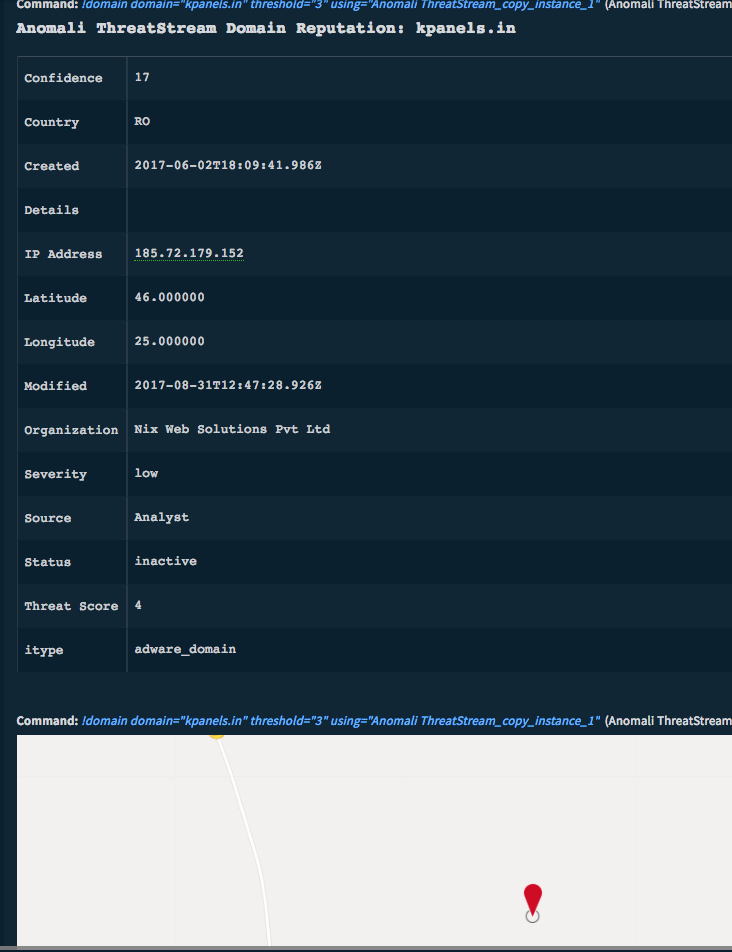 Command: !domain domain="kpanels.in" threshold="3" using="Anomali ThreatStream_copy_instance_1" (Anomali ThreatStream
Anomali ThreatStream Domain Reputation: kpanels.in
Confidence 17
Country RO
Created 2017-06-02T18:09:41.986Z
Details
IP Address 185.72.179.152
Latitude 46.000000
Longitude 25.000000
Modified 2017-08-31T12:47:28.926Z
Organization Nix Web Solutions Pvt Ltd
Severity low
Source Analyst
Status inactive
Threat Score 4
itype adware_domain
Command: !domain domain="kpanels.in" threshold="3" using="Anomali ThreatStream_copy_instance_1" (Anomali ThreatStream